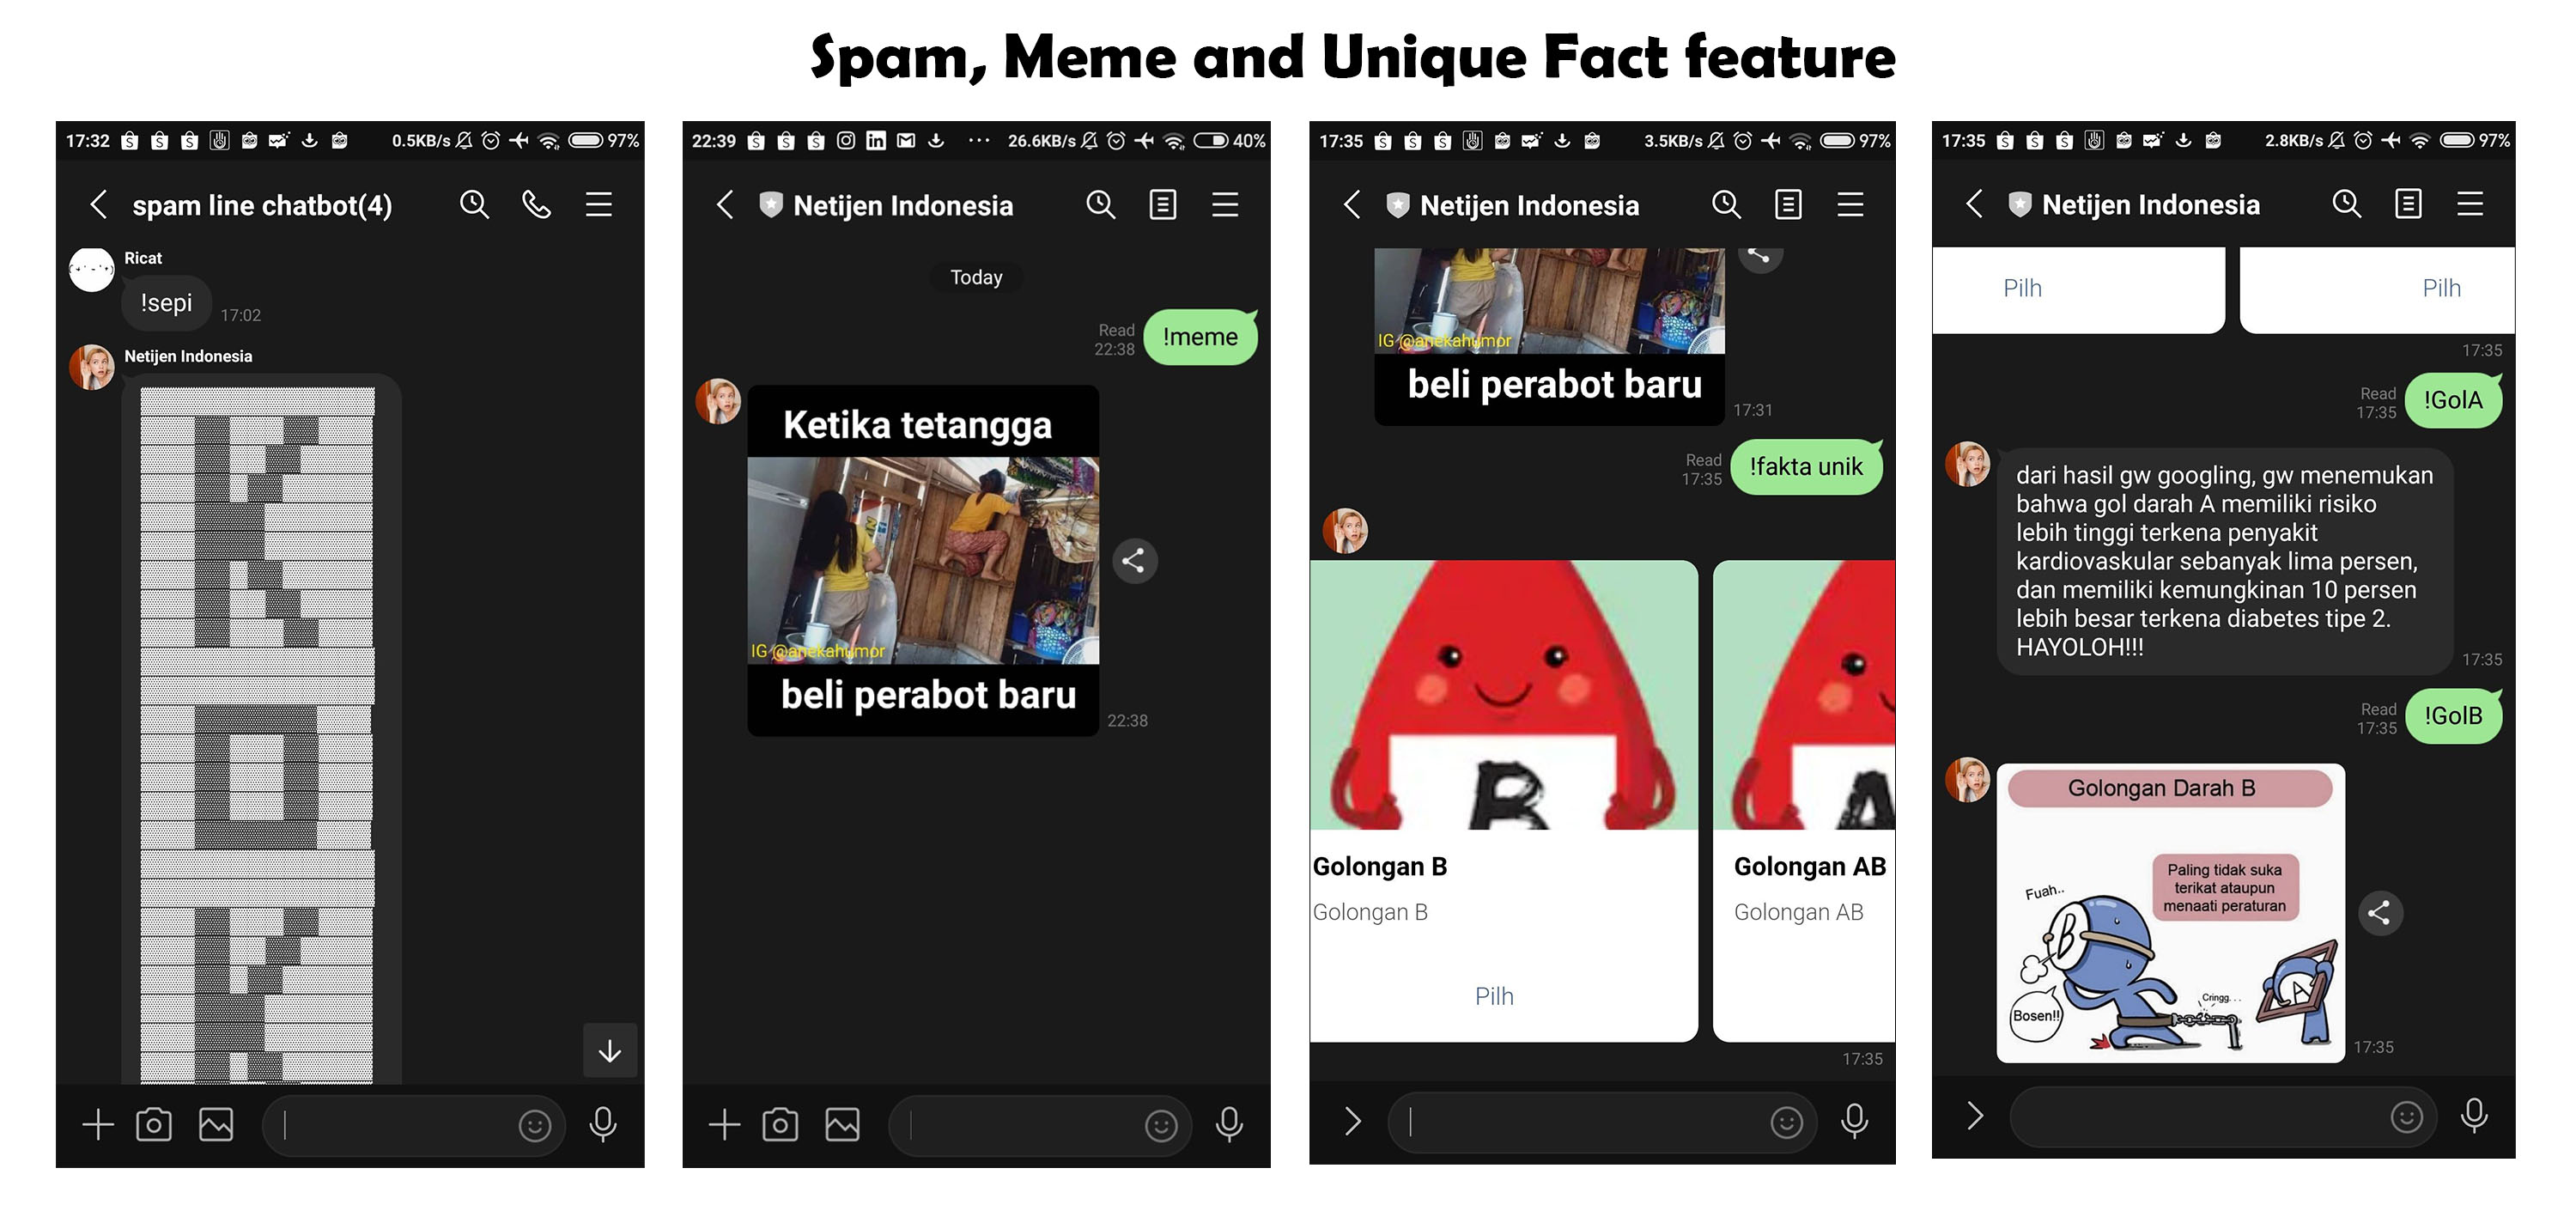 Spam, Meme and Unique Fact feature
17:32
0.5KB/s
97%
spam line chatbot(4)
Ricat
!sepi
17:02
Netijen Indonesia
K
O
K
22:39
26.6KB/s
40%
Netijen Indonesia
Today
Read
22:38
!meme
Ketika tetangga
IG @anekahumor
beli perabot baru
22:38
17:35
3.5KB/s
97%
Netijen Indonesia
IG @anekahumor
beli perabot baru
17:31
Read
17:35
!fakta unik
B
A
Golongan B
Golongan B
Pilh
Golongan AB
Golongan AB
17:35
17:35
2.8KB/s
97%
Netijen Indonesia
Pilh
Pilh
17:35
Read
17:35
!GolA
dari hasil gw googling, gw menemukan
bahwa gol darah A memiliki risiko
lebih tinggi terkena penyakit
kardiovaskular sebanyak lima persen,
dan memiliki kemungkinan 10 persen
lebih besar terkena diabetes tipe 2.
HAYOLOH!!!
17:35
Read
17:35
!GolB
Golongan Darah B
Paling tidak suka
terikat ataupun
menaati peraturan
Fuah..
B
Cringg...
A
Bosen!!
17:35